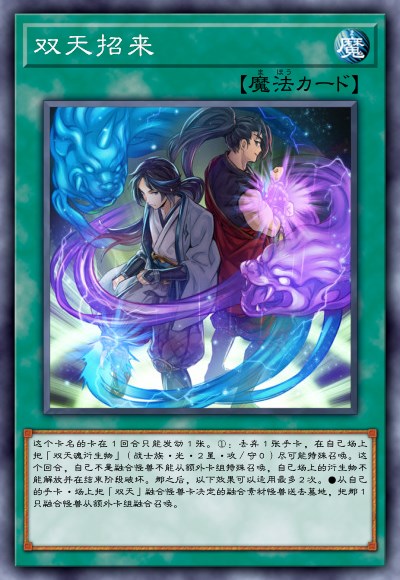 双天招来
魔
【魔法カード】
まほう
这个卡名的卡在1回合只能发动1张。①：丢弃1张手卡，在自己场上
把「双天魂衍生物」（战士族・光・2星・攻／守0）尽可能特殊召唤。这
个回合，自己不是融合怪兽不能从额外卡组特殊召唤，自己场上的衍生物不
能解放并在结束阶段破坏。那之后，以下效果可以适用最多2次。●从自己
的手卡・场上把「双天」融合怪兽卡决定的融合素材怪兽送去墓地，把那1
只融合怪兽从额外卡组融合召唤。